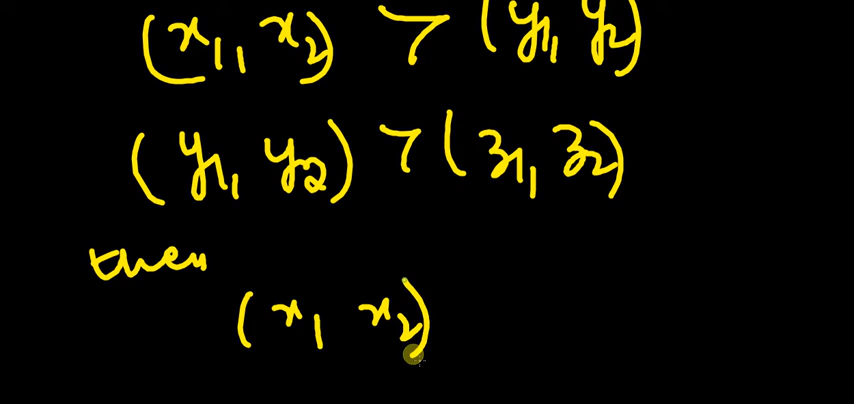 (x1, x2) > (y1, y2)
(y1, y2) > (z1, z2)
then
(x1 x2)